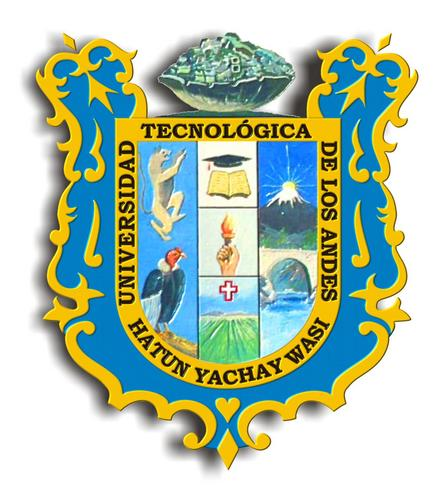 UNIVERSIDAD TECNOLÓGICA DE LOS ANDES
HATUN YACHAY WASI